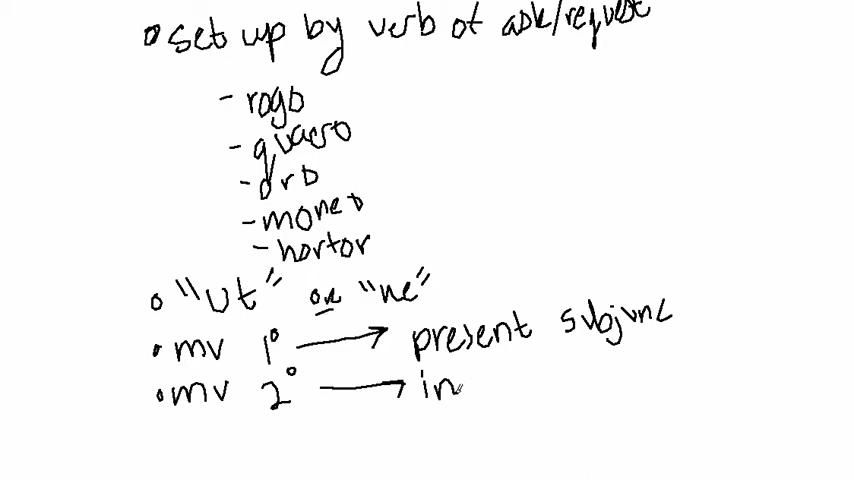 • set up by verb of ask/request
- rogo
- quaero
- oro
- moneo
- hortor
• "Ut" or "ne"
• mv 1° → present subjunc
• mv 2° → in